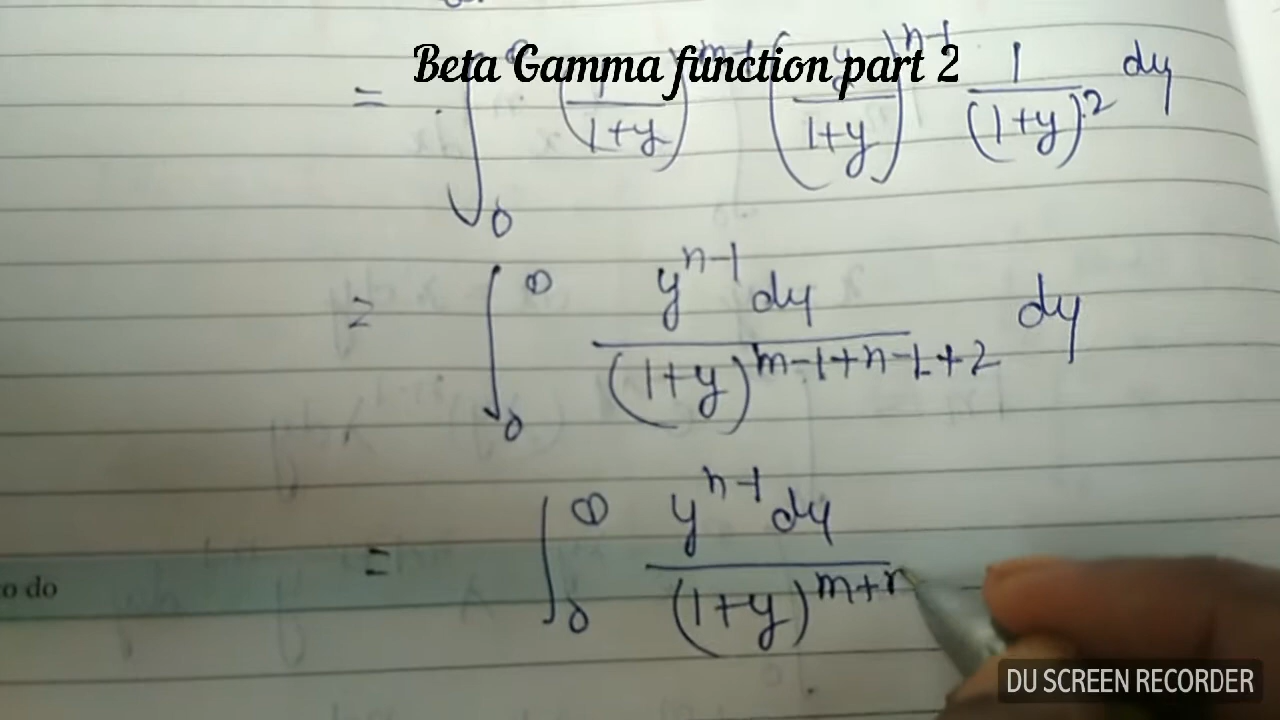 Beta Gamma function part 2
= ∫₀^∞ (1/(1+y))^(m-1) (y/(1+y))^(n-1) 1/(1+y)^2 dy
= ∫₀^∞ y^(n-1) dy/(1+y)^(m-1+n-1+2) dy
= ∫₀^∞ y^(n-1) dy/(1+y)^(m+n
o do
DU SCREEN RECORDER